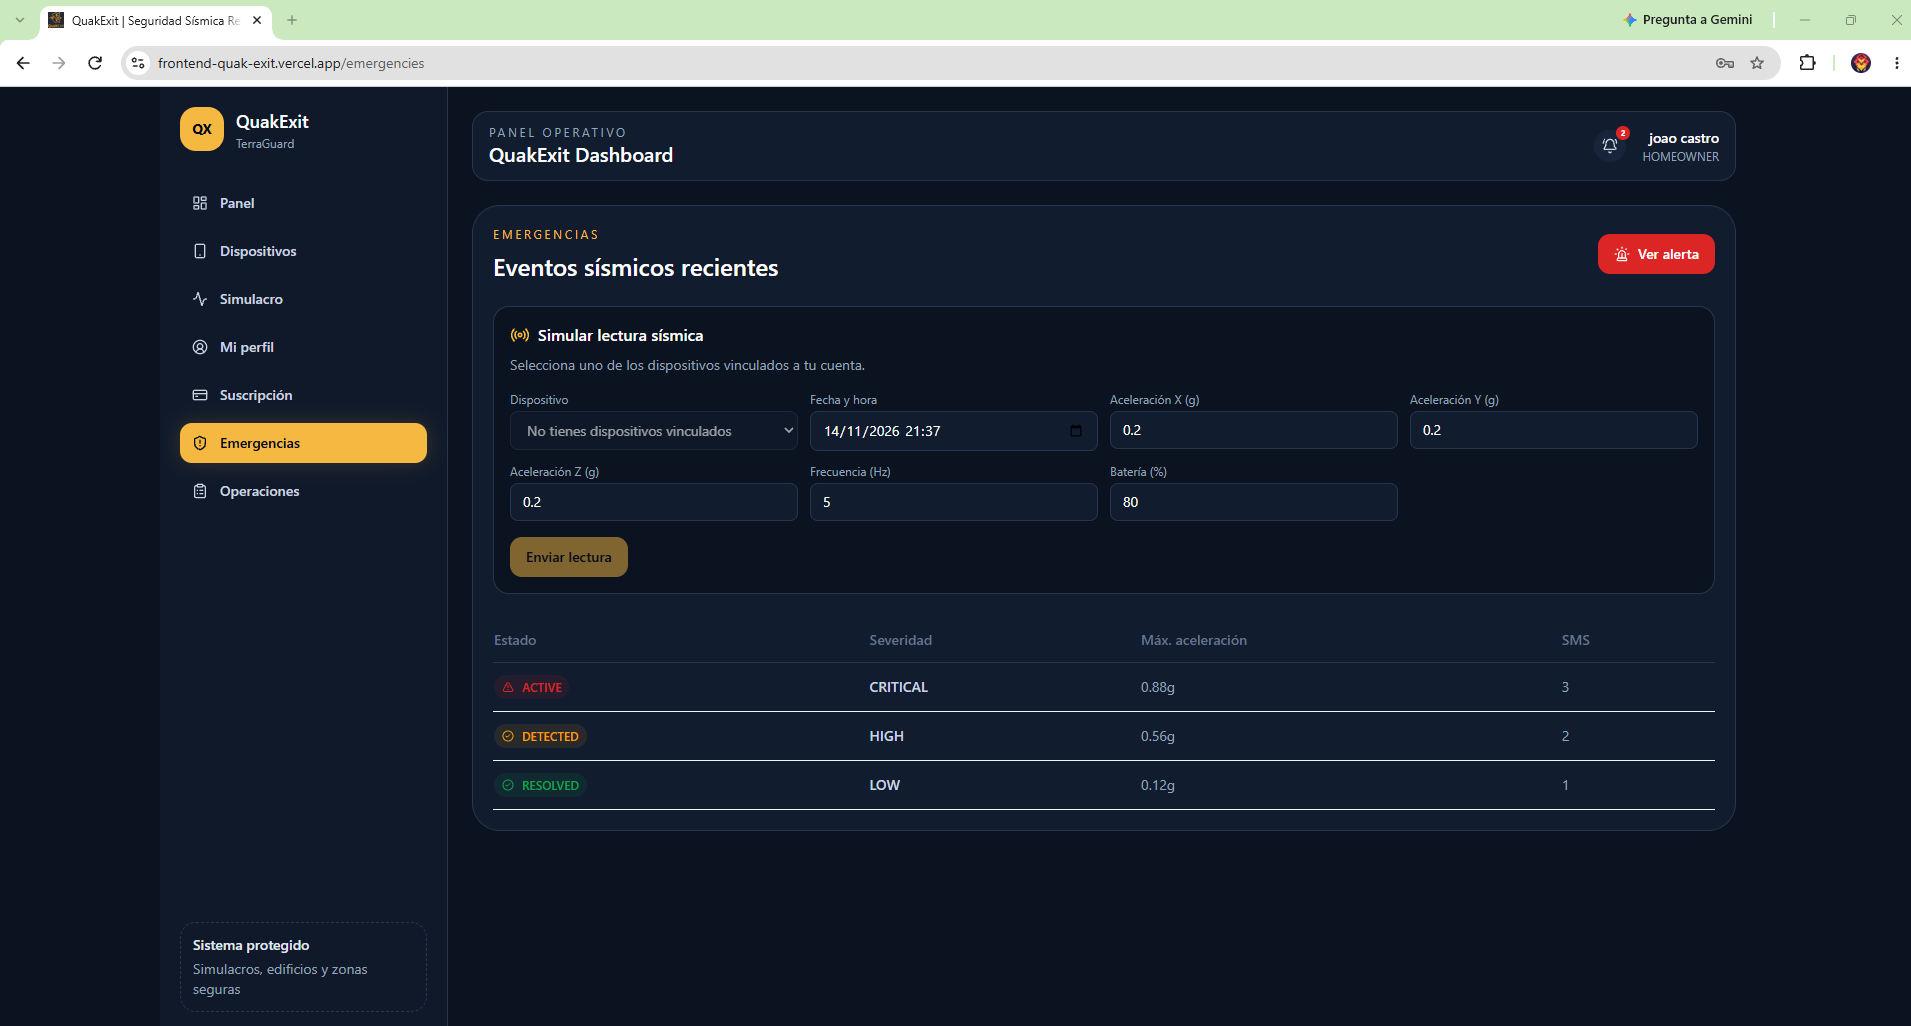 QuakExit | Seguridad Sísmica Re
Pregunta a Gemini
frontend-quak-exit.vercel.app/emergencies
QX
QuakExit
TerraGuard
Panel
Dispositivos
Simulacro
Mi perfil
Suscripción
Emergencias
Operaciones
Sistema protegido
Simulacros, edificios y zonas
seguras
PANEL OPERATIVO
QuakExit Dashboard
2
joao castro
HOMEOWNER
EMERGENCIAS
Eventos sísmicos recientes
Ver alerta
Simular lectura sísmica
Selecciona uno de los dispositivos vinculados a tu cuenta.
Dispositivo Fecha y hora Aceleración X (g) Aceleración Y (g)
No tienes dispositivos vinculados 14/11/2026 21:37 0.2 0.2
Aceleración Z (g) Frecuencia (Hz) Batería (%)
0.2 5 80
Enviar lectura
Estado Severidad Máx. aceleración SMS
ACTIVE CRITICAL 0.88g 3
DETECTED HIGH 0.56g 2
RESOLVED LOW 0.12g 1